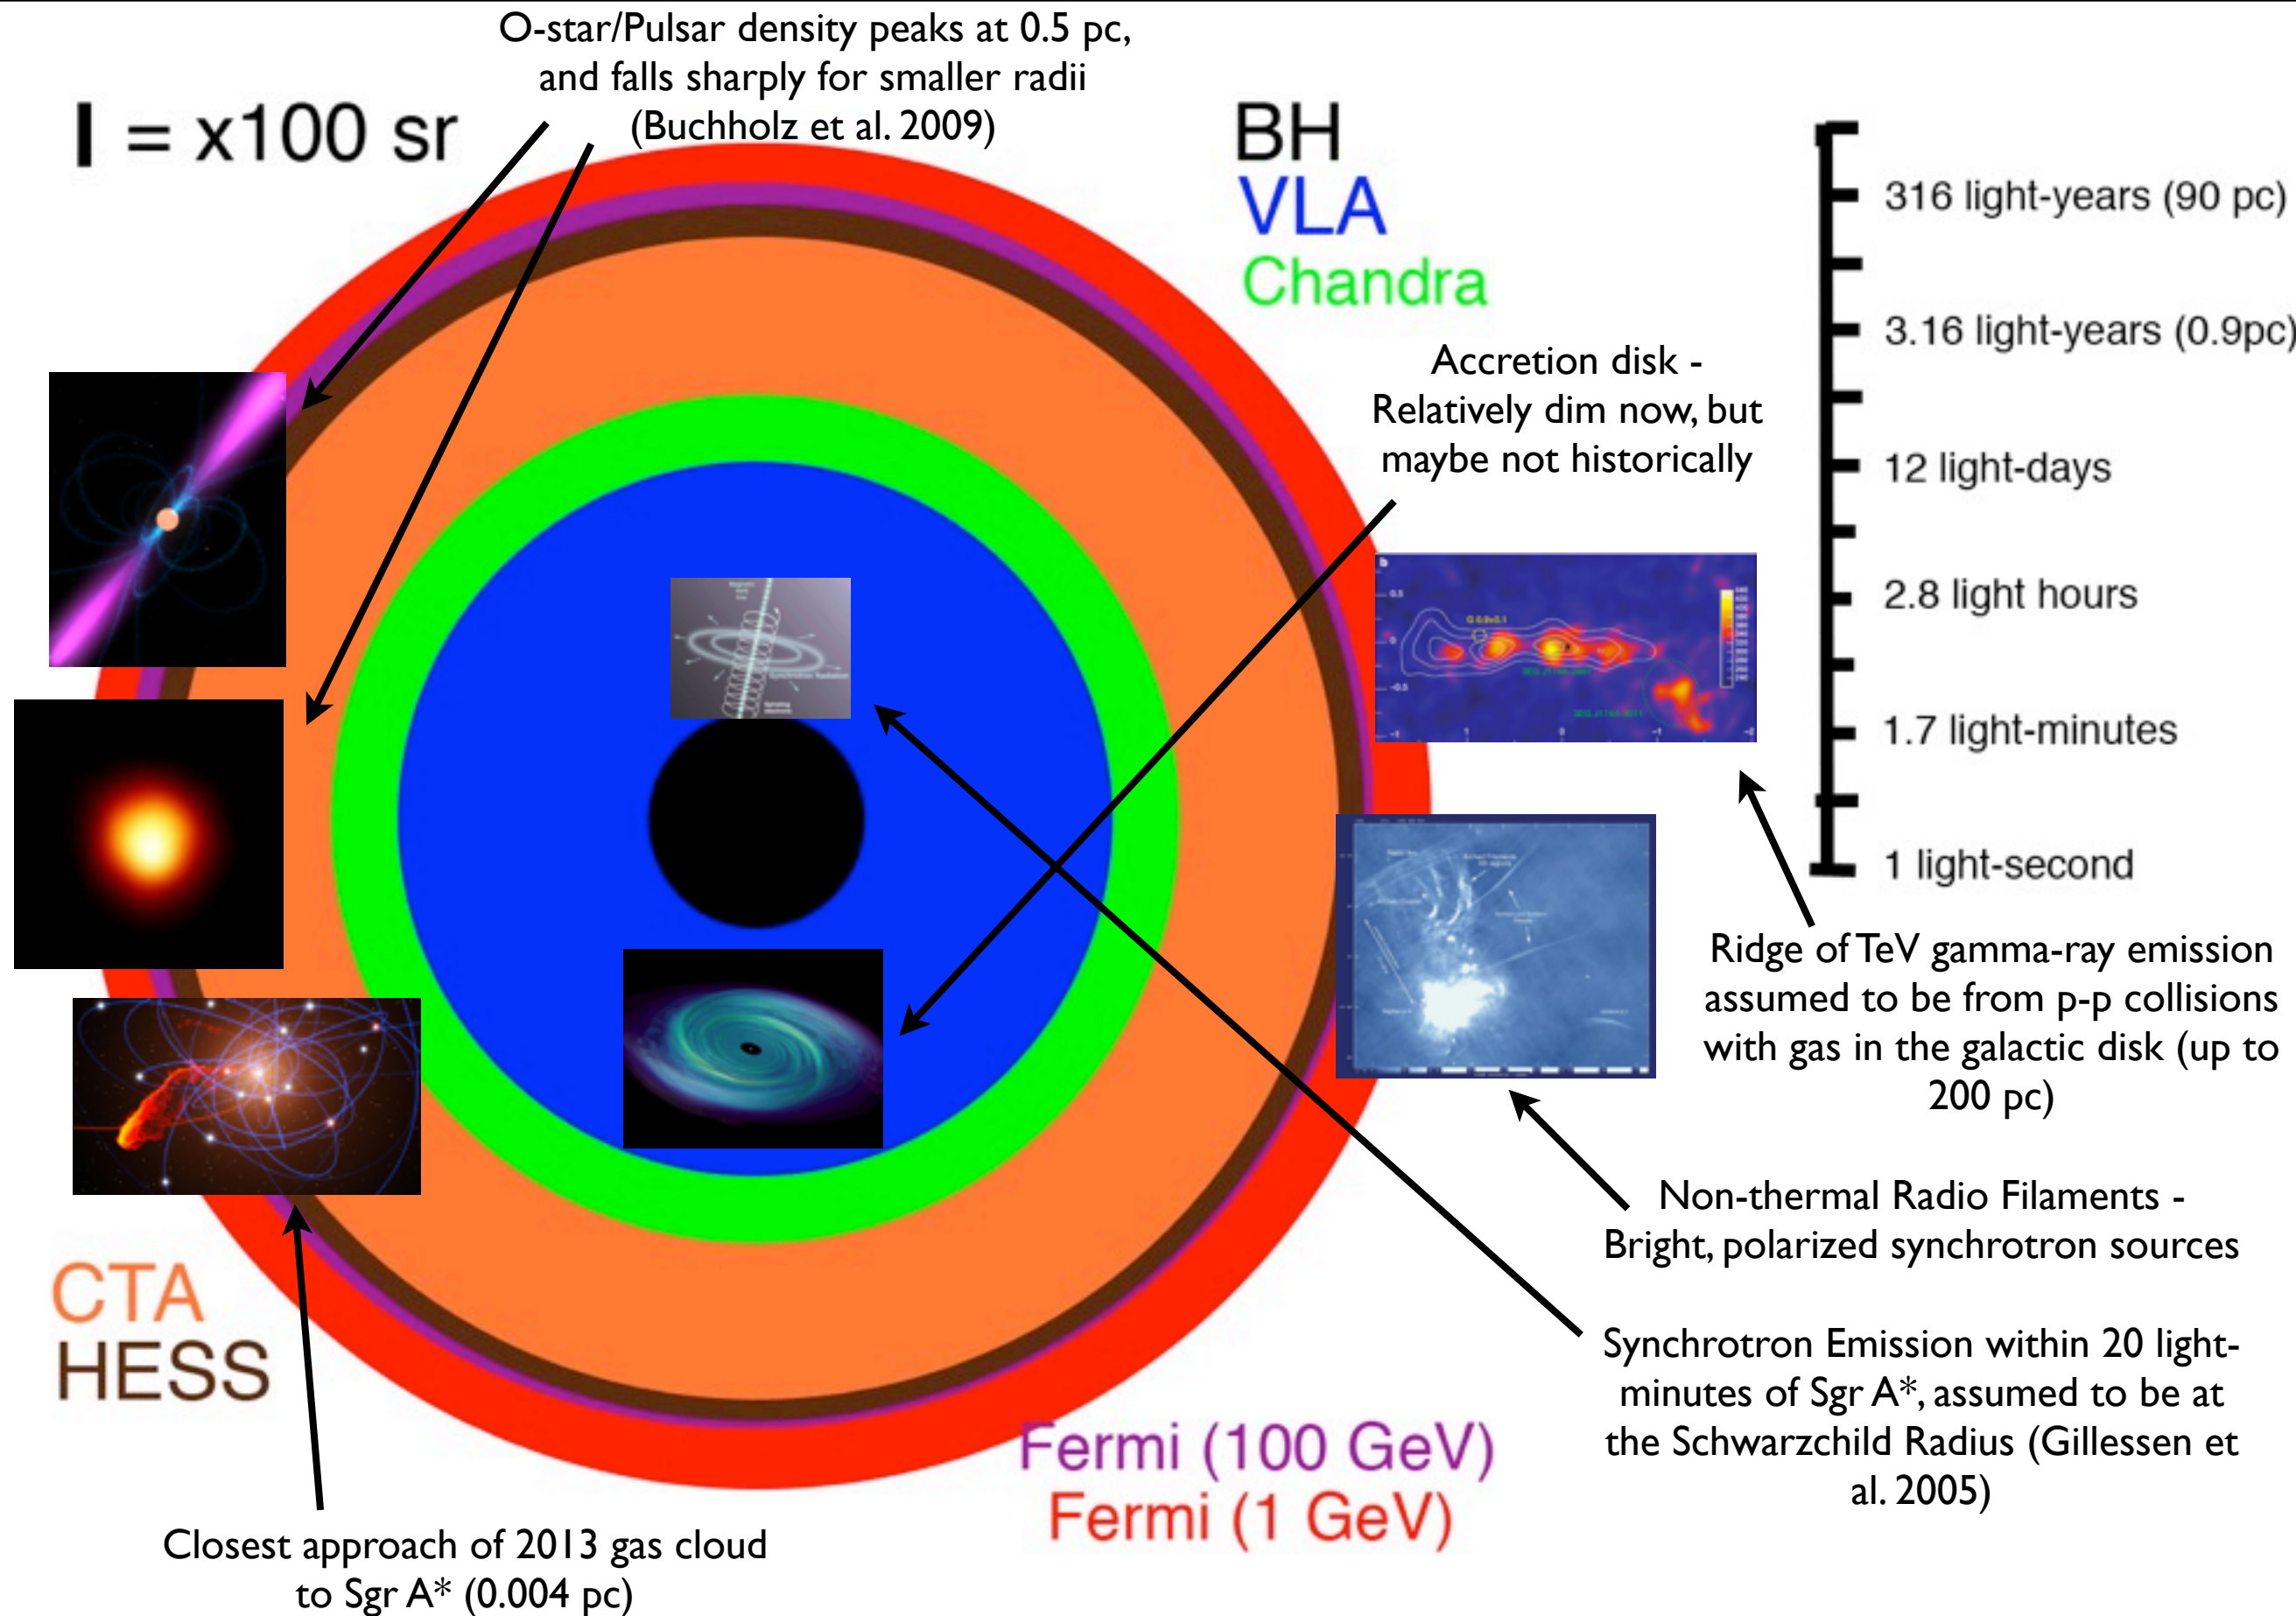 O-star/Pulsar density peaks at 0.5 pc,
and falls sharply for smaller radii
(Buchholz et al. 2009)
I = x100 sr
BH
VLA
Chandra
316 light-years (90 pc)
3.16 light-years (0.9pc)
12 light-days
2.8 light hours
1.7 light-minutes
1 light-second
Accretion disk -
Relatively dim now, but
maybe not historically
b
G 0.9+0.1
Synchrotron Radiation
Ridge of TeV gamma-ray emission
assumed to be from p-p collisions
with gas in the galactic disk (up to
200 pc)
Non-thermal Radio Filaments -
Bright, polarized synchrotron sources
Synchrotron Emission within 20 light-
minutes of Sgr A*, assumed to be at
the Schwarzchild Radius (Gillessen et
al. 2005)
CTA
HESS
Fermi (100 GeV)
Fermi (1 GeV)
Closest approach of 2013 gas cloud
to Sgr A* (0.004 pc)